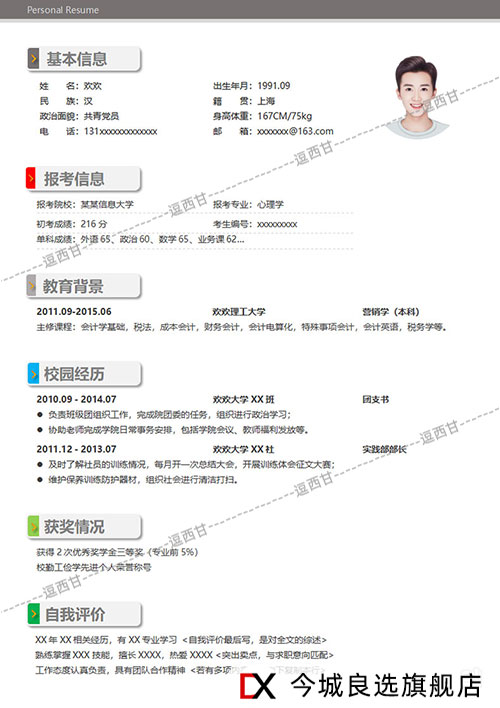 Personal Resume
基本信息
姓 名：欢欢 出生年月：1991.09
民 族：汉 籍 贯：上海
政治面貌：共青党员 身高体重：167CM/75kg
电 话：131xxxxxxxxxxxxx 邮 箱：xxxxxxx@163.com
逗西甘
报考信息
报考院校：某某信息大学 报考专业：心理学
逗西甘
初考成绩：216 分 考生编号：xxxxxxxxx
单科成绩：外语 65、政治 60、数学 65、业务课 62...
逗西甘
教育背景
2011.09-2015.06 欢欢理工大学 营销学（本科）
主修课程：会计学基础，税法，成本会计，财务会计，会计电算化，特殊事项会计，会计英语，税务学等。
校园经历
2010.09 - 2014.07 欢欢大学 XX 班 团支书
● 负责班级团组织工作，完成院团委的任务，组织进行政治学习；
● 协助老师完成学院日常事务安排，包括学院会议、教师福利发放等。
逗西甘
2011.12 - 2013.07 欢欢大学 XX 社 实践部部长
● 及时了解社员的训练情况，每月开一次总结大会，开展训练体会征文大赛；
● 维护保养训练防护器材，组织社会进行清洁打扫。
逗西甘
获奖情况
获得 2 次优秀奖学金三等奖（专业前 5%）
校勤工俭学先进个人荣誉称号
逗西甘
自我评价
XX 年 XX 相关经历，有 XX 专业学习 <自我评价最后写，是对全文的综述>
熟练掌握 XXX 技能，擅长 XXXX，热爱 XXXX <突出卖点，与求职意向匹配>
工作态度认真负责，具有团队合作精神 <若有多项
DX 今城良选旗舰店